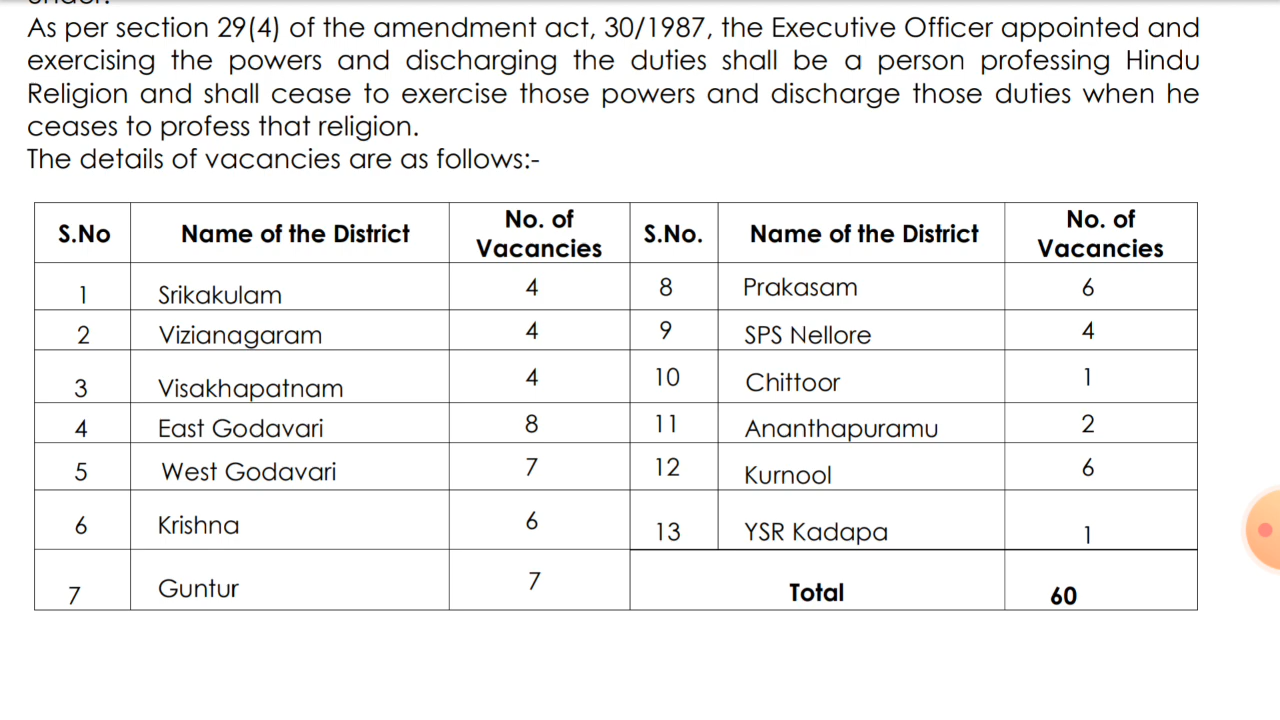 As per section 29(4) of the amendment act, 30/1987, the Executive Officer appointed and
exercising the powers and discharging the duties shall be a person professing Hindu
Religion and shall cease to exercise those powers and discharge those duties when he
ceases to profess that religion.
The details of vacancies are as follows:-
S.No Name of the District No. of Vacancies S.No. Name of the District No. of Vacancies
1 Srikakulam 4 8 Prakasam 6
2 Vizianagaram 4 9 SPS Nellore 4
3 Visakhapatnam 4 10 Chittoor 1
4 East Godavari 8 11 Ananthapuramu 2
5 West Godavari 7 12 Kurnool 6
6 Krishna 6 13 YSR Kadapa 1
7 Guntur 7 Total 60